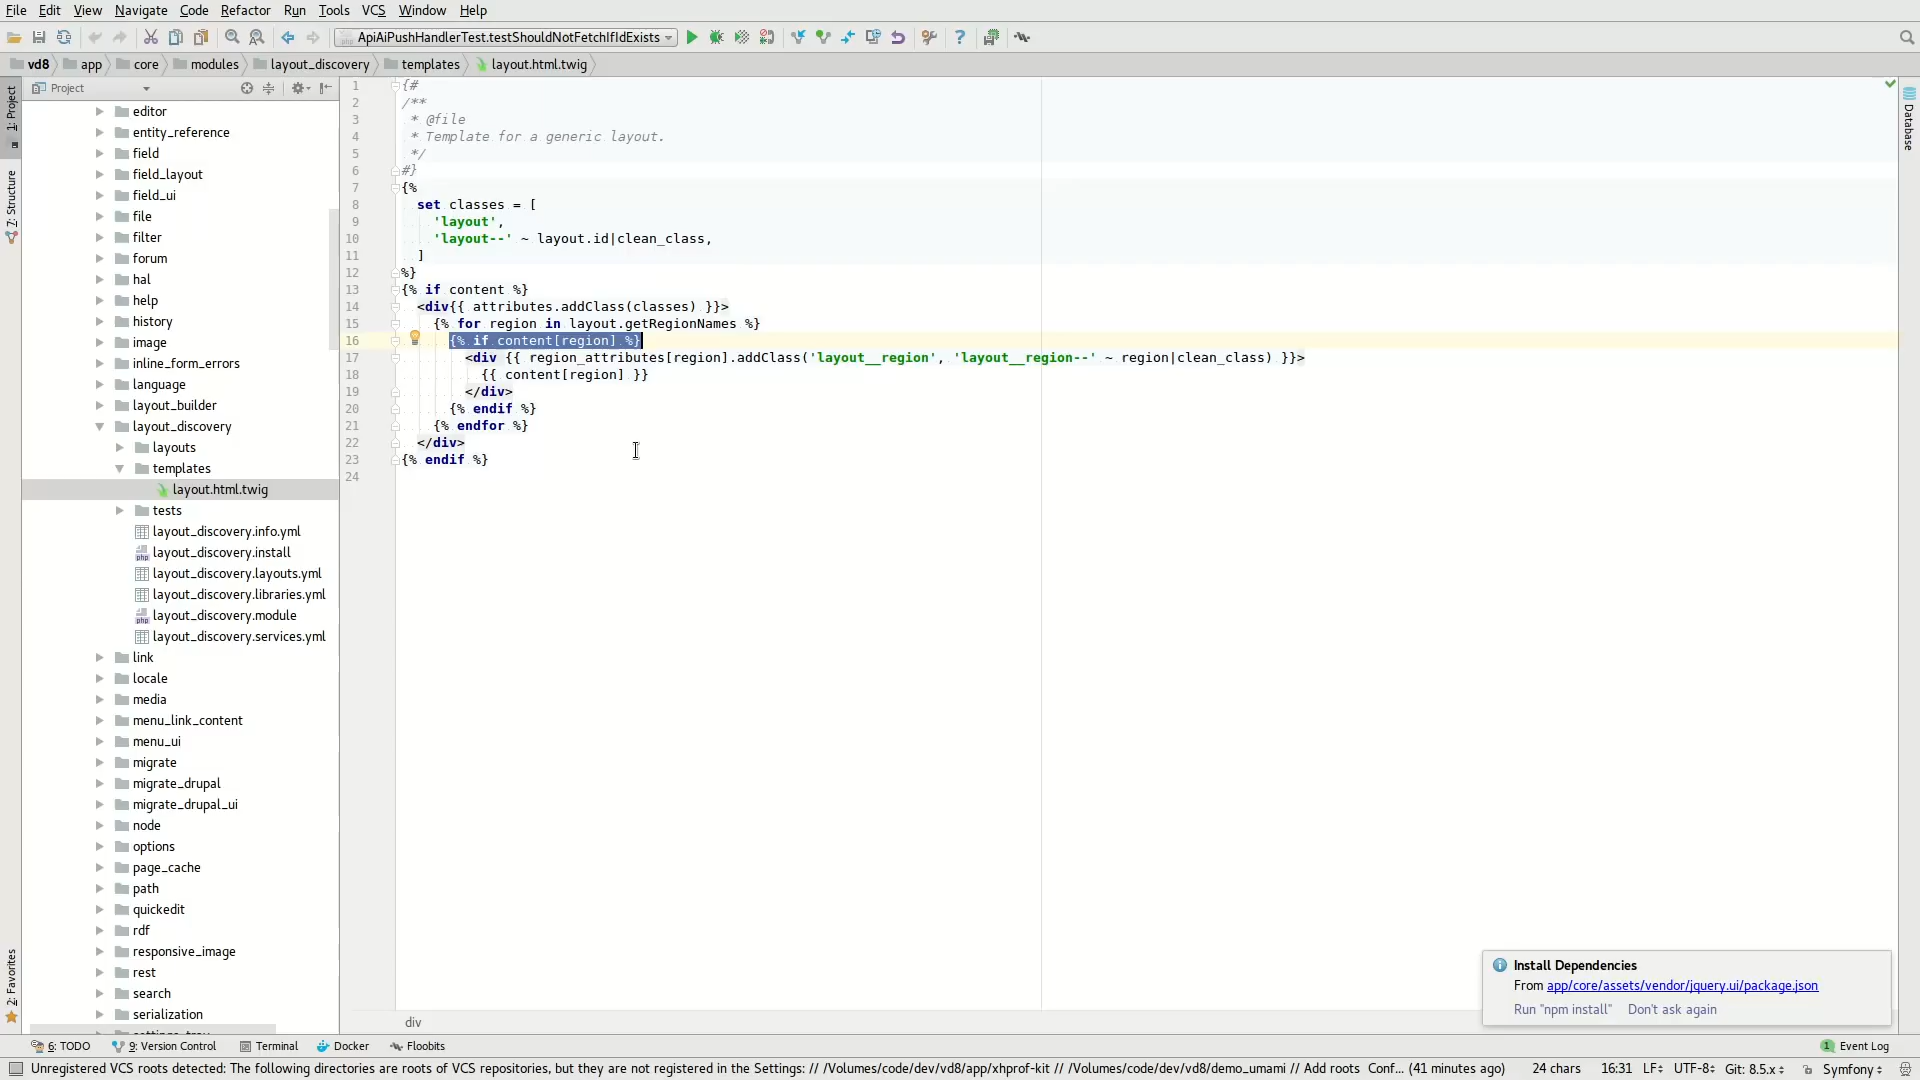 File Edit View Navigate Code Refactor Run Tools VCS Window Help
ApiAiPushHandlerTest.testShouldNotFetchIfIdExists
vd8 app core modules layout_discovery templates layout.html.twig
Project
1: Project
7: Structure
2: Favorites
Database
editor
entity_reference
field
field_layout
field_ui
file
filter
forum
hal
help
history
image
inline_form_errors
language
layout_builder
layout_discovery
layouts
templates
layout.html.twig
tests
layout_discovery.info.yml
layout_discovery.install
layout_discovery.layouts.yml
layout_discovery.libraries.yml
layout_discovery.module
layout_discovery.services.yml
link
locale
media
menu_link_content
menu_ui
migrate
migrate_drupal
migrate_drupal_ui
node
options
page_cache
path
quickedit
rdf
responsive_image
rest
search
serialization
1 {#
2 /**
3 * @file
4 * Template for a generic layout.
5 */
6 #}
7 {%
8 set classes = [
9 'layout',
10 'layout--' ~ layout.id|clean_class,
11 ]
12 %}
13 {% if content %}
14 <div{{ attributes.addClass(classes) }}>
15 {% for region in layout.getRegionNames %}
16 {% if content[region] %}
17 <div {{ region_attributes[region].addClass('layout__region', 'layout__region--' ~ region|clean_class) }}>
18 {{ content[region] }}
19 </div>
20 {% endif %}
21 {% endfor %}
22 </div>
23 {% endif %}
24
div
Install Dependencies
From app/core/assets/vendor/jquery.ui/package.json
Run "npm install" Don't ask again
6: TODO 9: Version Control Terminal Docker Floobits 1 Event Log
Unregistered VCS roots detected: The following directories are roots of VCS repositories, but they are not registered in the Settings: // /Volumes/code/dev/vd8/app/xhprof-kit // /Volumes/code/dev/vd8/demo_umami // Add roots Conf... (41 minutes ago) 24 chars 16:31 LF UTF-8 Git: 8.5.x Symfony